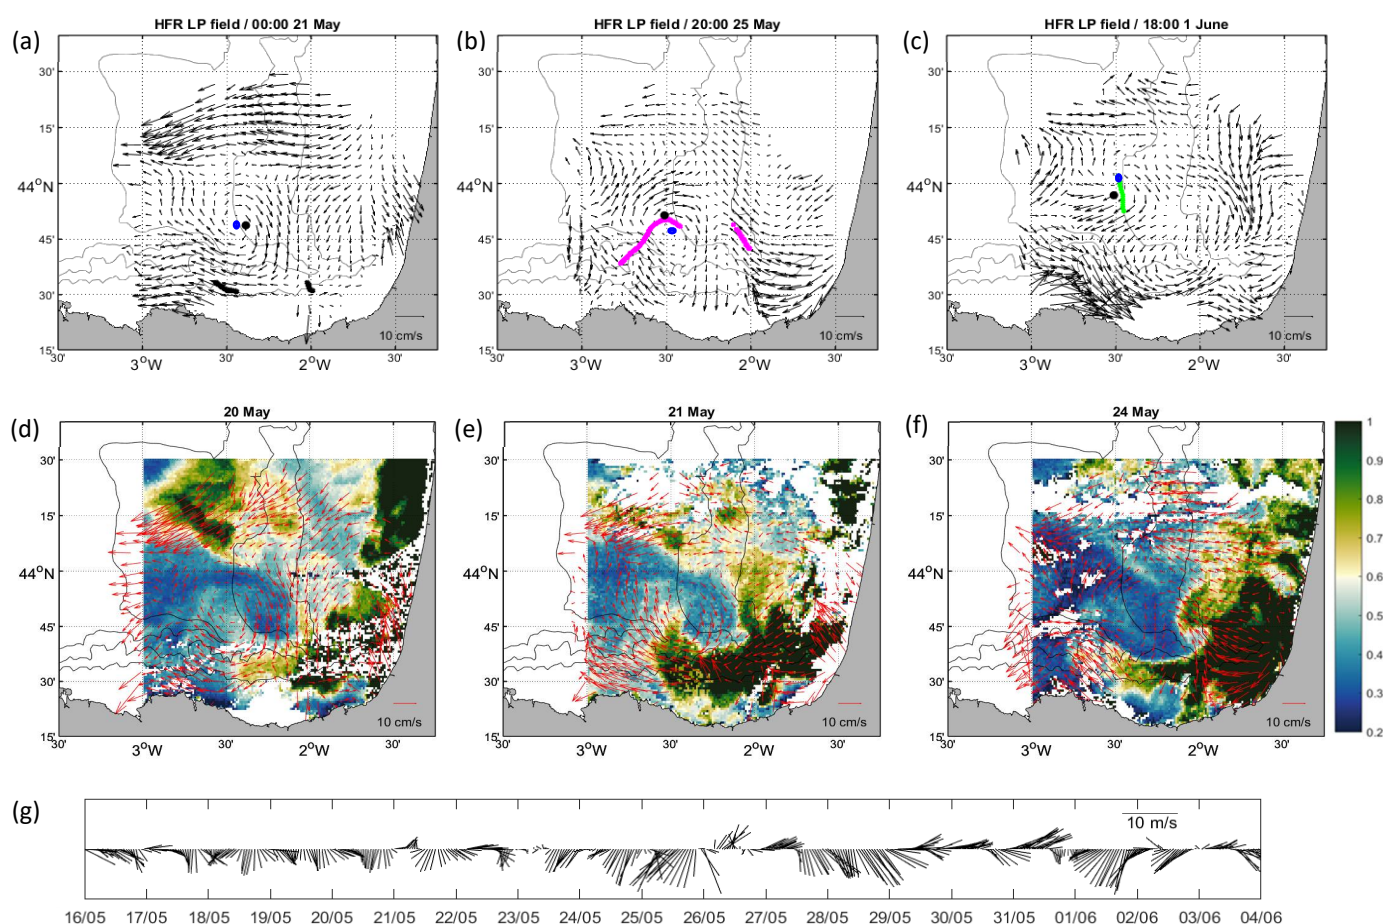 (a) HFR LP field / 00:00 21 May
30'
15'
44°N
45'
30'
15'
10 cm/s
30' 3°W 30' 2°W 30'
(b) HFR LP field / 20:00 25 May
30'
15'
44°N
45'
30'
15'
10 cm/s
30' 3°W 30' 2°W 30'
(c) HFR LP field / 18:00 1 June
30'
15'
44°N
45'
30'
15'
10 cm/s
30' 3°W 30' 2°W 30'
(d) 20 May
30'
15'
44°N
45'
30'
15'
10 cm/s
30' 3°W 30' 2°W 30'
(e) 21 May
30'
15'
44°N
45'
30'
15'
10 cm/s
30' 3°W 30' 2°W 30'
(f) 24 May
30'
15'
44°N
45'
30'
15'
10 cm/s
30' 3°W 30' 2°W 30'
1
0.9
0.8
0.7
0.6
0.5
0.4
0.3
0.2
(g)
10 m/s
16/05 17/05 18/05 19/05 20/05 21/05 22/05 23/05 24/05 25/05 26/05 27/05 28/05 29/05 30/05 31/05 01/06 02/06 03/06 04/06